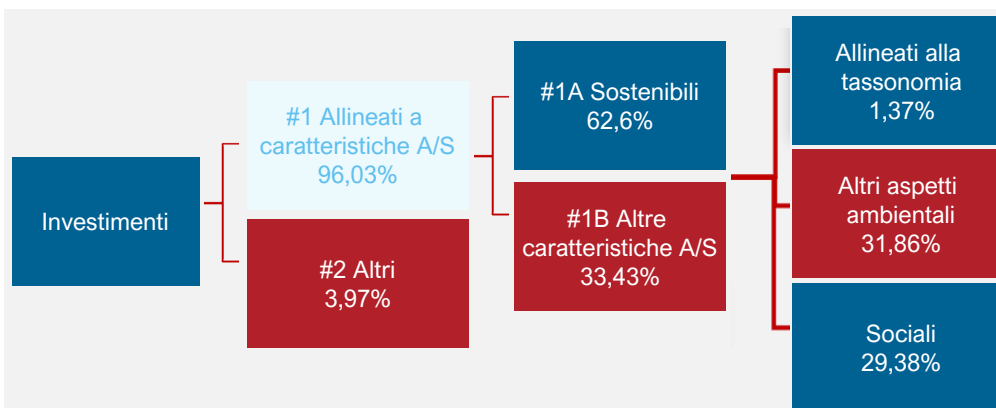 Investimenti
#1 Allineati a
caratteristiche A/S
96,03%
#2 Altri
3,97%
#1A Sostenibili
62,6%
#1B Altre
caratteristiche A/S
33,43%
Allineati alla
tassonomia
1,37%
Altri aspetti
ambientali
31,86%
Sociali
29,38%